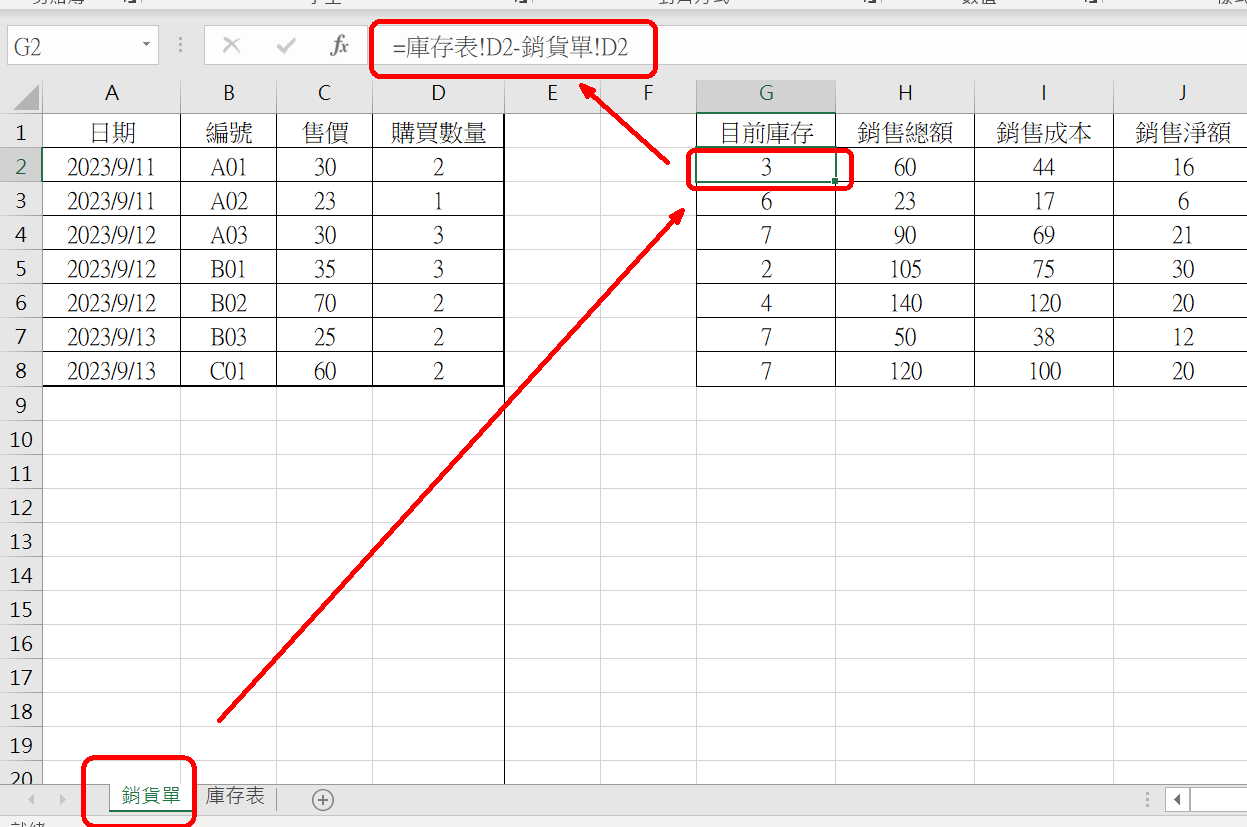 G2 fx =庫存表!D2-銷貨單!D2
A B C D E F G H I J
1 日期 編號 售價 購買數量 目前庫存 銷售總額 銷售成本 銷售淨額
2 2023/9/11 A01 30 2 3 60 44 16
3 2023/9/11 A02 23 1 6 23 17 6
4 2023/9/12 A03 30 3 7 90 69 21
5 2023/9/12 B01 35 3 2 105 75 30
6 2023/9/12 B02 70 2 4 140 120 20
7 2023/9/13 B03 25 2 7 50 38 12
8 2023/9/13 C01 60 2 7 120 100 20
9
10
11
12
13
14
15
16
17
18
19
20
銷貨單 庫存表